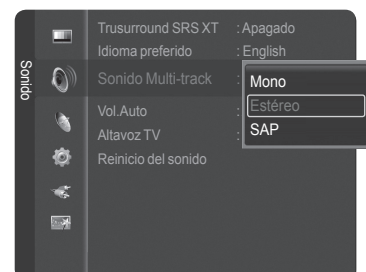 Sonido
Trusurround SRS XT : Apagado
Idioma preferido : English
Sonido Multi-track :
Mono
Estéreo
SAP
Vol.Auto :
Altavoz TV :
Reinicio del sonido